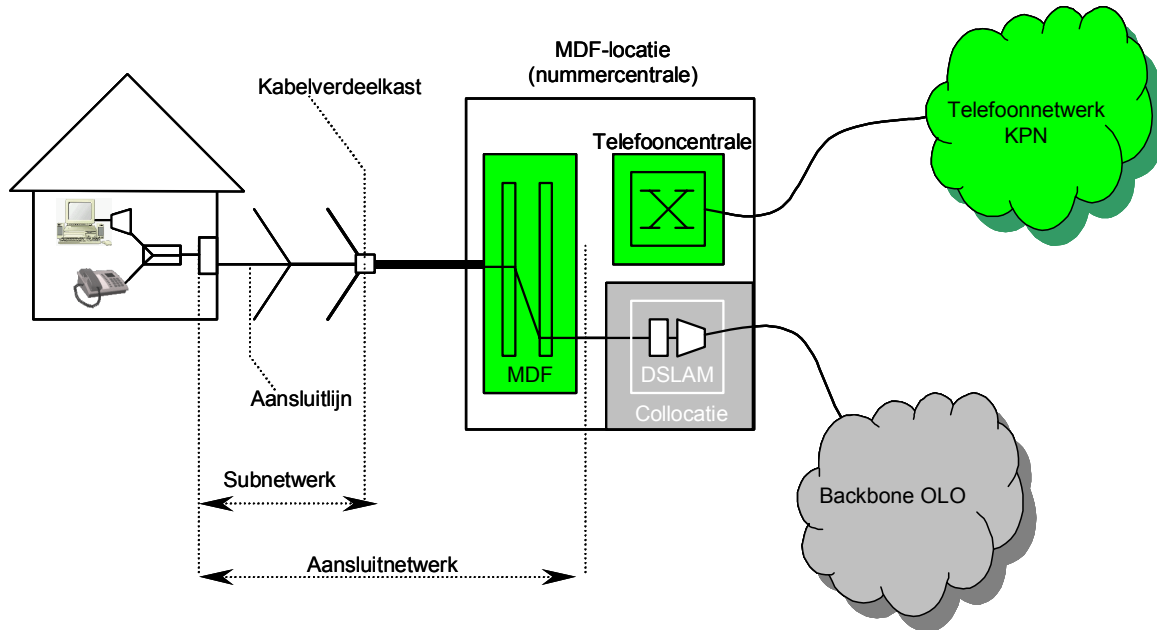 MDF-locatie
(nummercentrale)
Kabelverdeelkast
Telefooncentrale
Telefoonnetwerk
KPN
X
MDF
DSLAM
Collocatie
Aansluitlijn
Subnetwerk
Backbone OLO
Aansluitnetwerk